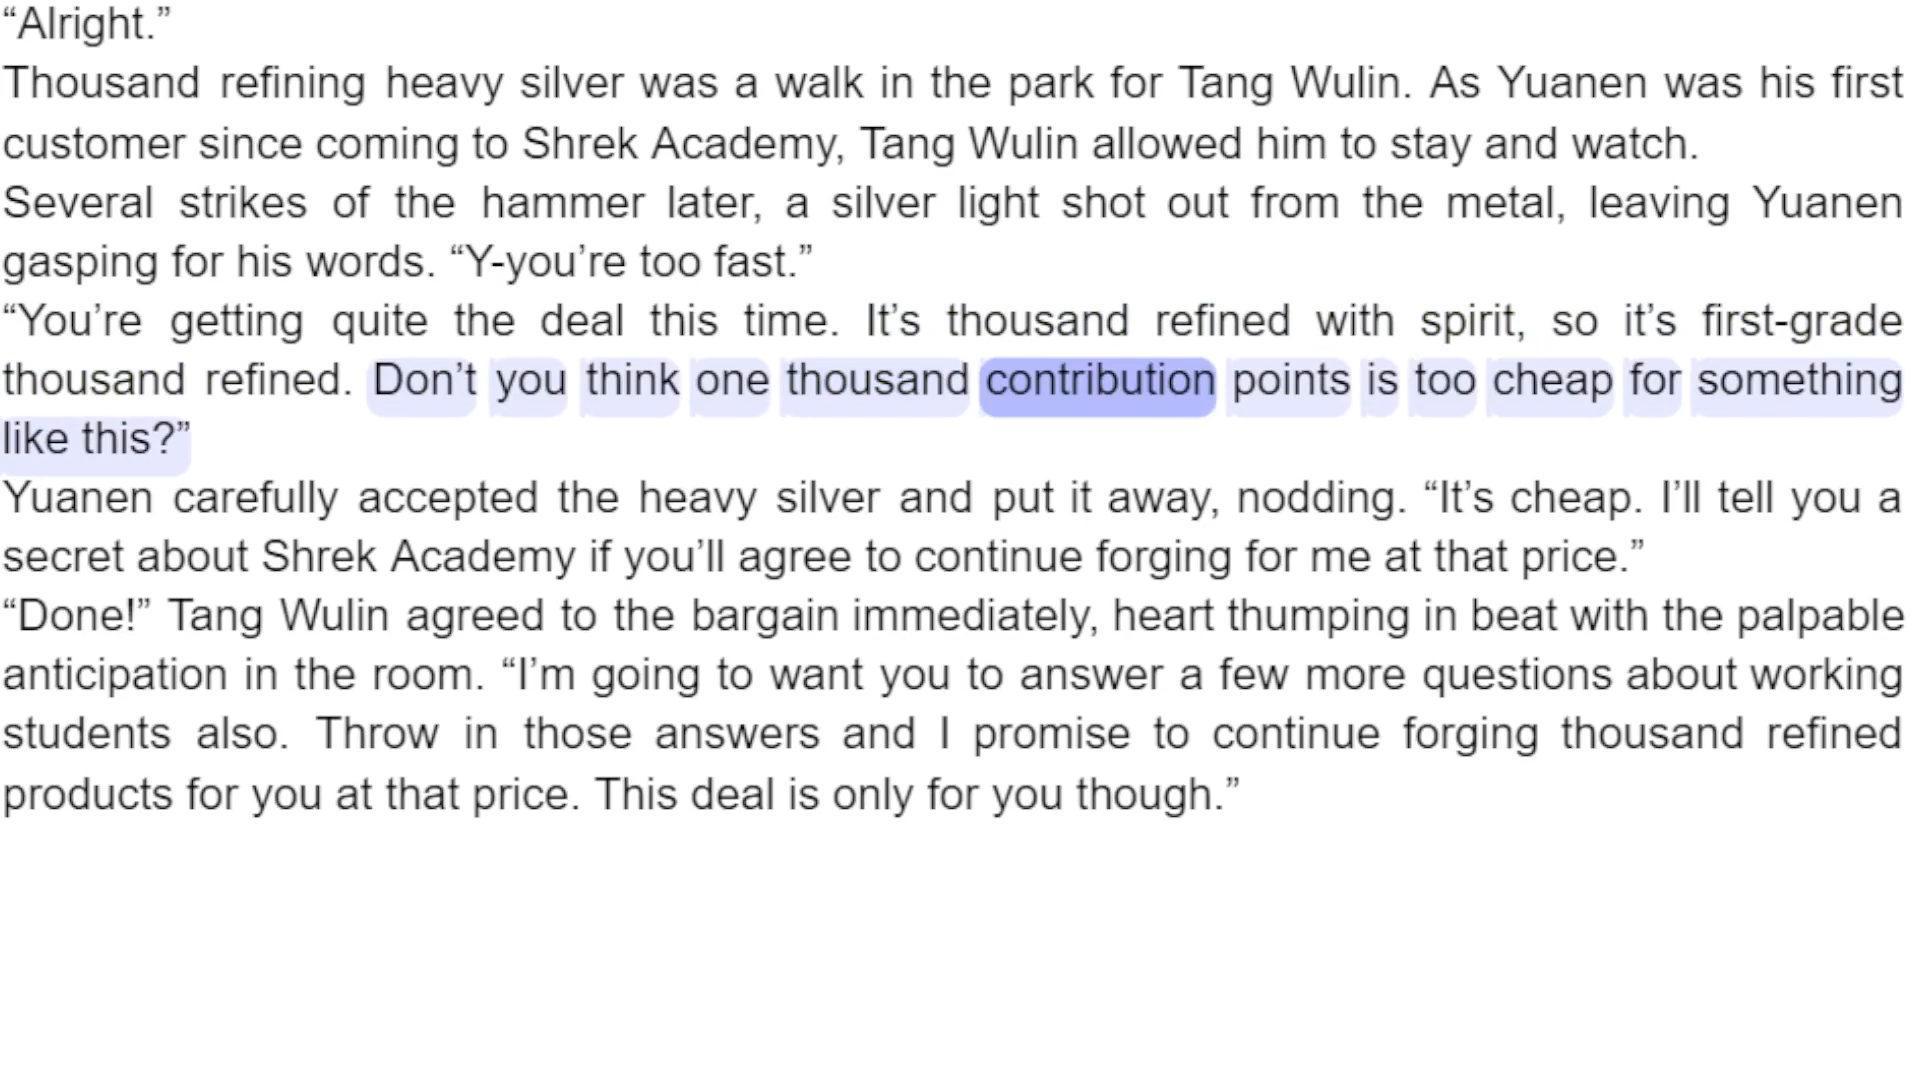 “Alright.”
Thousand refining heavy silver was a walk in the park for Tang Wulin. As Yuanen was his first
customer since coming to Shrek Academy, Tang Wulin allowed him to stay and watch.
Several strikes of the hammer later, a silver light shot out from the metal, leaving Yuanen
gasping for his words. “Y-you’re too fast.”
“You’re getting quite the deal this time. It’s thousand refined with spirit, so it’s first-grade
thousand refined. Don’t you think one thousand contribution points is too cheap for something
like this?”
Yuanen carefully accepted the heavy silver and put it away, nodding. “It’s cheap. I’ll tell you a
secret about Shrek Academy if you’ll agree to continue forging for me at that price.”
“Done!” Tang Wulin agreed to the bargain immediately, heart thumping in beat with the palpable
anticipation in the room. “I’m going to want you to answer a few more questions about working
students also. Throw in those answers and I promise to continue forging thousand refined
products for you at that price. This deal is only for you though.”